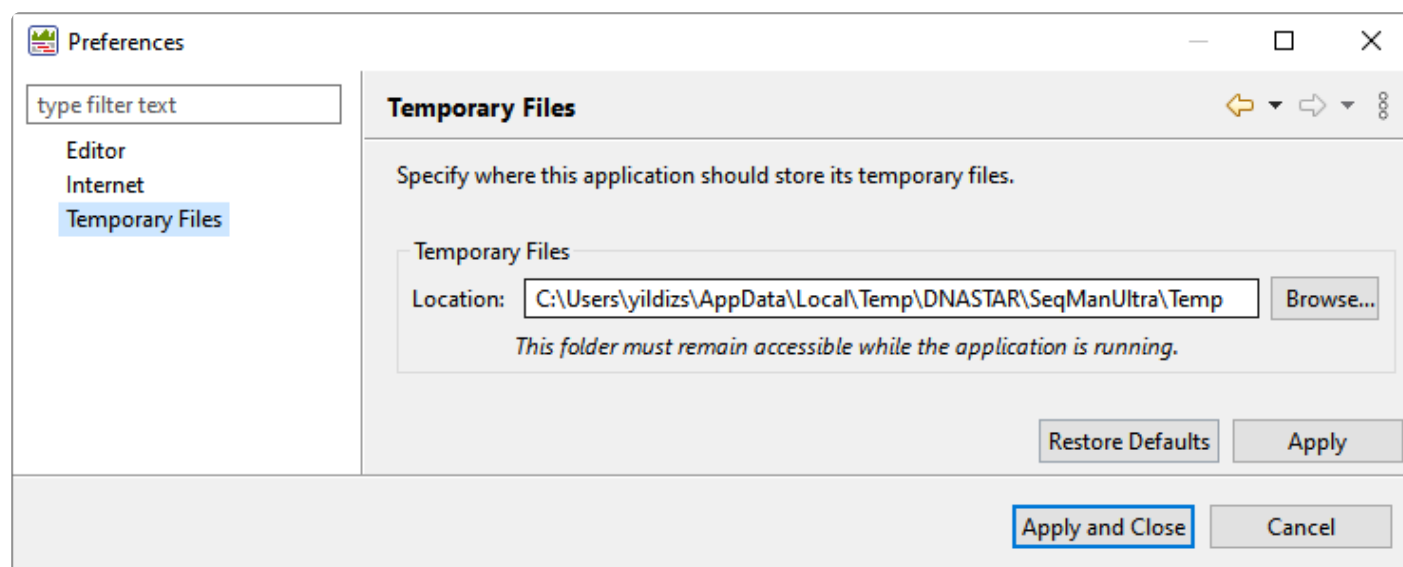 Preferences
type filter text
Editor
Internet
Temporary Files
Temporary Files
Specify where this application should store its temporary files.
Temporary Files
Location: C:\Users\yildizs\AppData\Local\Temp\DNASTAR\SeqManUltra\Temp Browse...
This folder must remain accessible while the application is running.
Restore Defaults Apply
Apply and Close Cancel